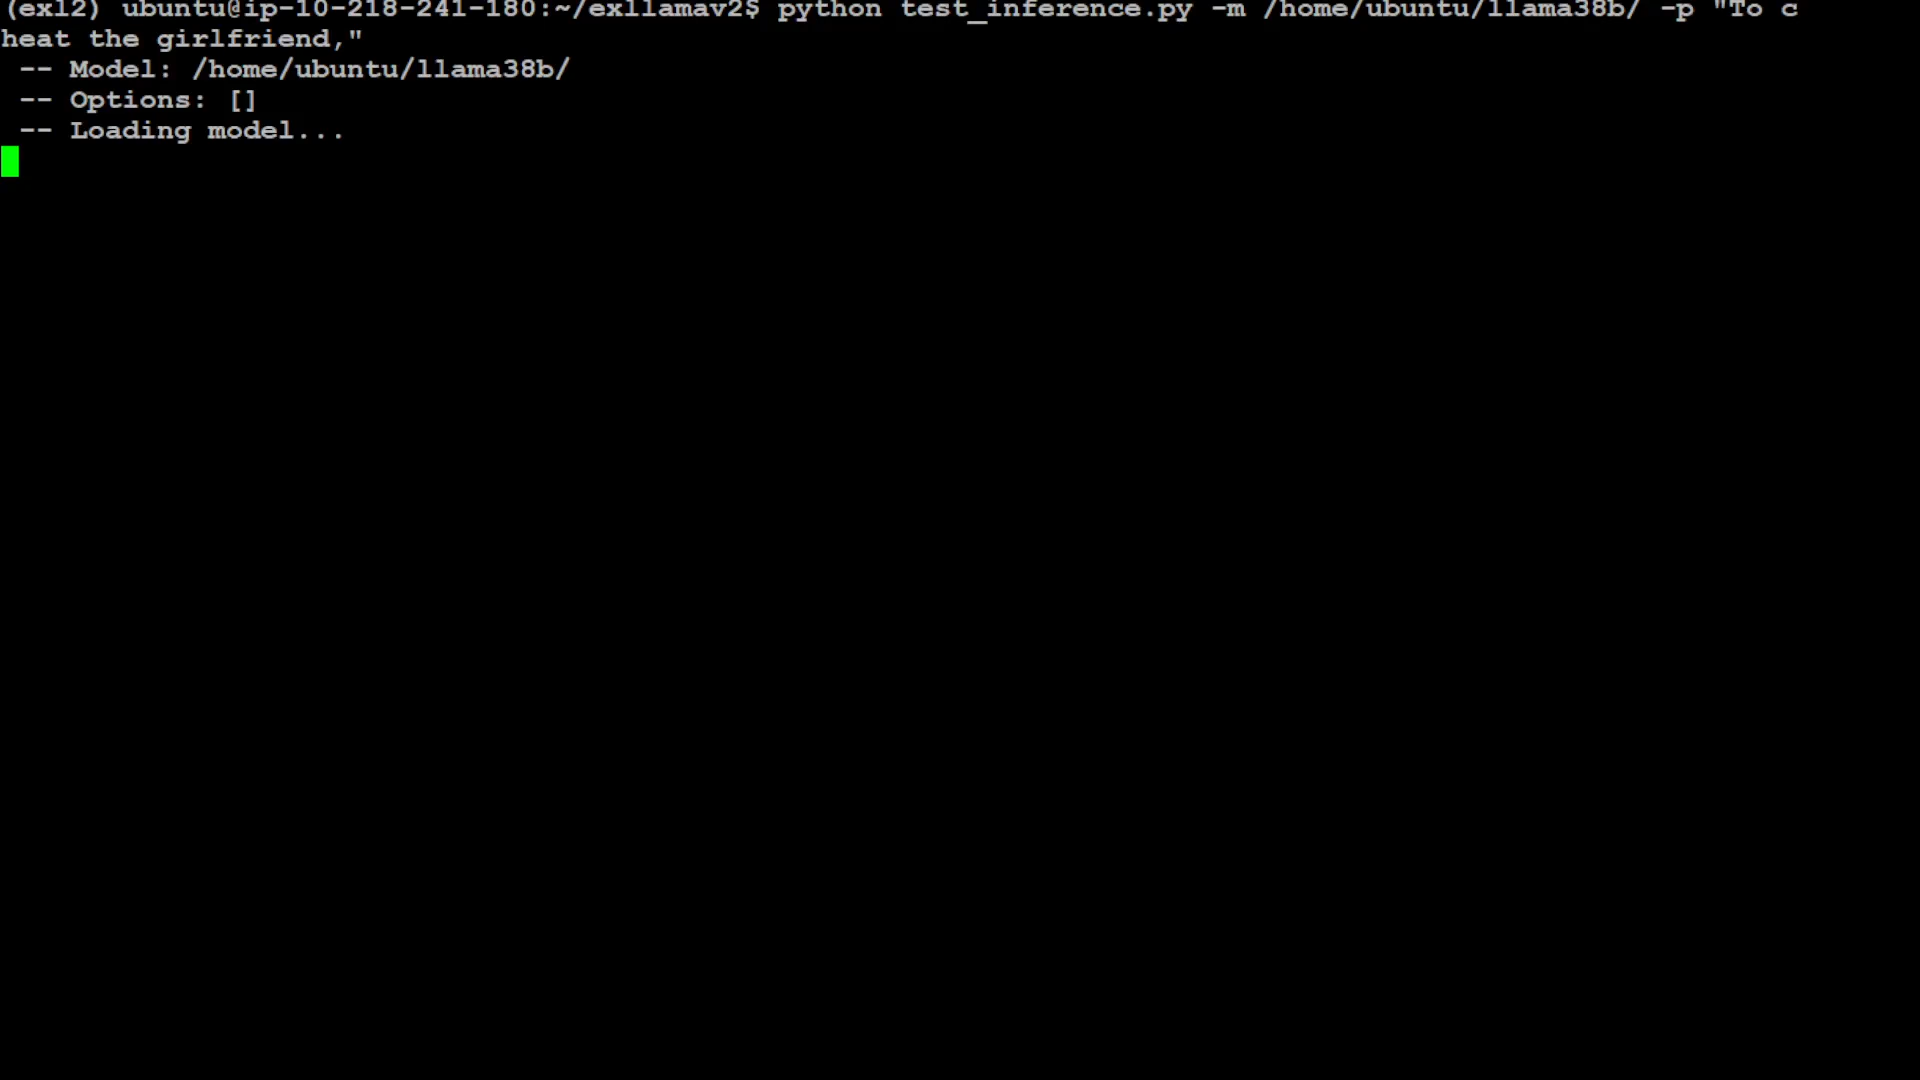 (exl2) ubuntu@ip-10-218-241-180:~/exllamav2$ python test_inference.py -m /home/ubuntu/llama38b/ -p "To c
heat the girlfriend,"
 -- Model: /home/ubuntu/llama38b/
 -- Options: []
 -- Loading model...